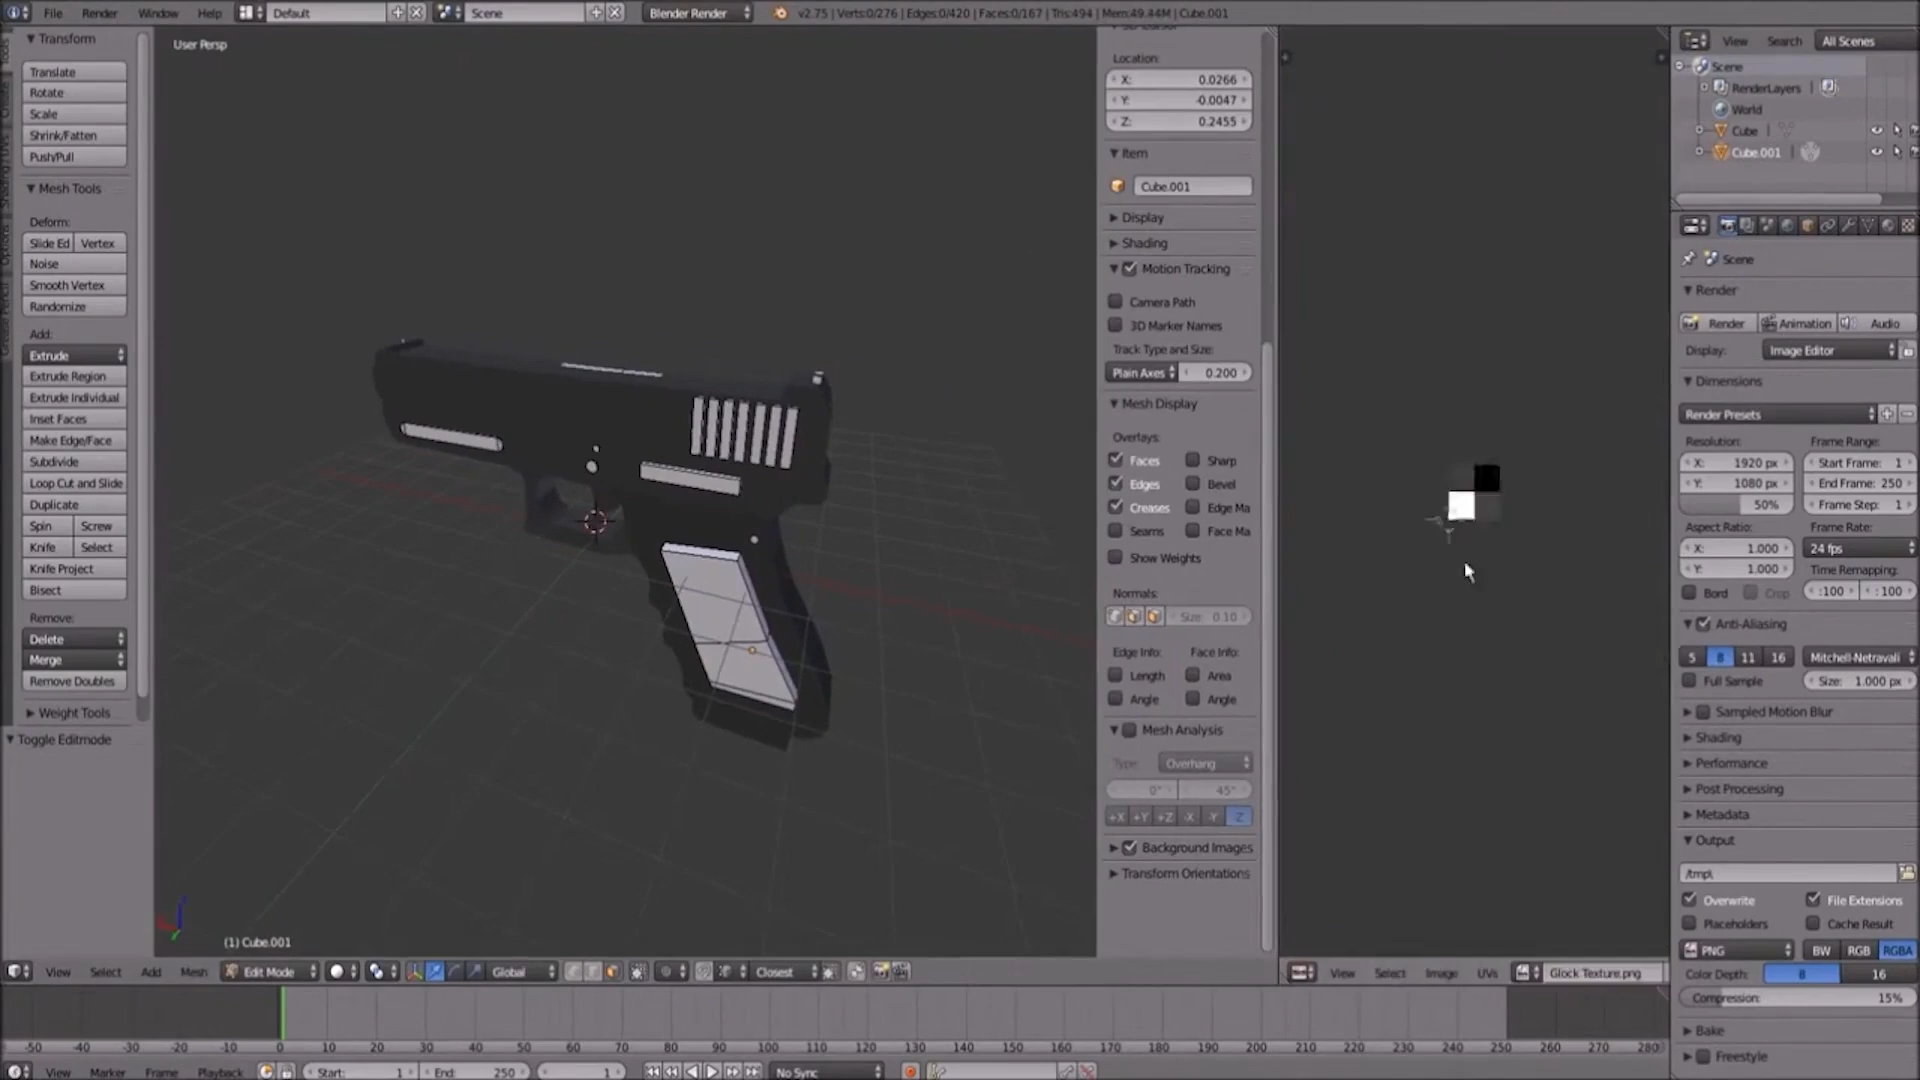 File Render Window Help Default Scene Blender Render v2.75 | Verts:0/276 | Edges:0/420 | Faces:0/167 | Tris:494 | Mem:49.44M | Cube.001
Transform
Translate
Rotate
Scale
Shrink/Fatten
Push/Pull
Mesh Tools
Deform:
Slide Ed Vertex
Noise
Smooth Vertex
Randomize
Add:
Extrude
Extrude Region
Extrude Individual
Inset Faces
Make Edge/Face
Subdivide
Loop Cut and Slide
Duplicate
Spin Screw
Knife Select
Knife Project
Bisect
Remove:
Delete
Merge
Remove Doubles
Weight Tools
Toggle Editmode
User Persp
(1) Cube.001
Location:
X: 0.0266
Y: -0.0047
Z: 0.2455
Item
Cube.001
Display
Shading
Motion Tracking
Camera Path
3D Marker Names
Track Type and Size:
Plain Axes 0.200
Mesh Display
Overlays:
Faces Sharp
Edges Bevel
Creases Edge Ma
Seams Face Ma
Show Weights
Normals:
Size: 0.10
Edge Info: Face Info:
Length Area
Angle Angle
Mesh Analysis
Type: Overhang
0° 45°
+X +Y +Z -X -Y -Z
Background Images
Transform Orientations
View Search All Scenes
Scene
RenderLayers
World
Cube
Cube.001
Scene
Render
Render Animation Audio
Display: Image Editor
Dimensions
Render Presets
Resolution: Frame Range:
X: 1920 px Start Frame: 1
Y: 1080 px End Frame: 250
50% Frame Step: 1
Aspect Ratio: Frame Rate:
X: 1.000 24 fps
Y: 1.000 Time Remapping:
Bord Crop :100 :100
Anti-Aliasing
5 8 11 16 Mitchell-Netravali
Full Sample Size: 1.000 px
Sampled Motion Blur
Shading
Performance
Post Processing
Metadata
Output
/tmp\
Overwrite File Extensions
Placeholders Cache Result
PNG BW RGB RGBA
Color Depth: 8 16
Compression: 15%
Bake
Freestyle
View Select Add Mesh Edit Mode Global Closest
View Select Image UVs Glock Texture.png
-50 -40 -30 -20 -10 0 10 20 30 40 50 60 70 80 90 100 110 120 130 140 150 160 170 180 190 200 210 220 230 240 250 260 270 280
View Marker Frame Playback Start: 1 End: 250 1 No Sync